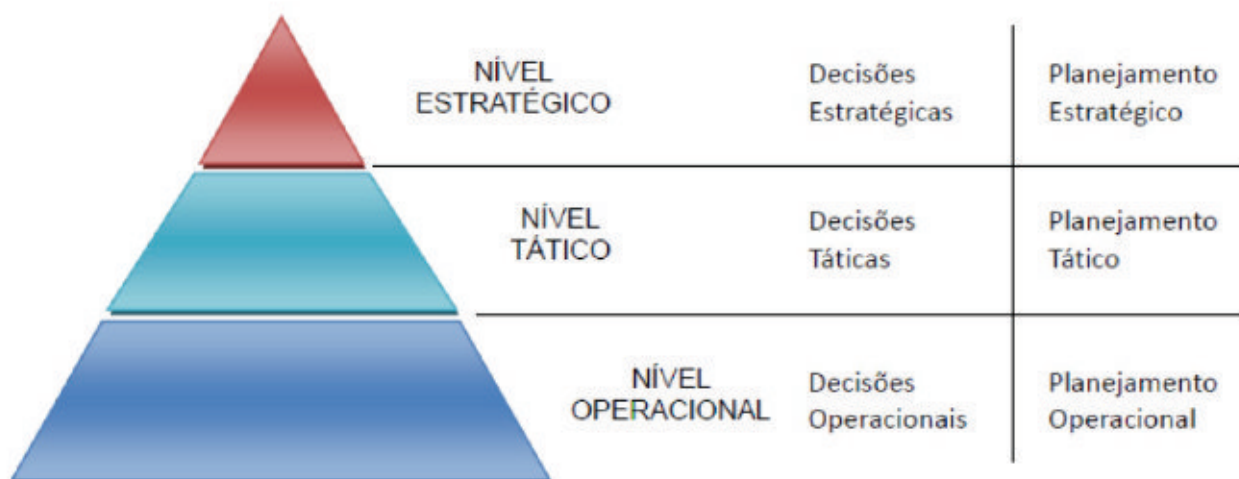 NÍVEL
ESTRATÉGICO
Decisões
Estratégicas
Planejamento
Estratégico
NÍVEL
TÁTICO
Decisões
Táticas
Planejamento
Tático
NÍVEL
OPERACIONAL
Decisões
Operacionais
Planejamento
Operacional